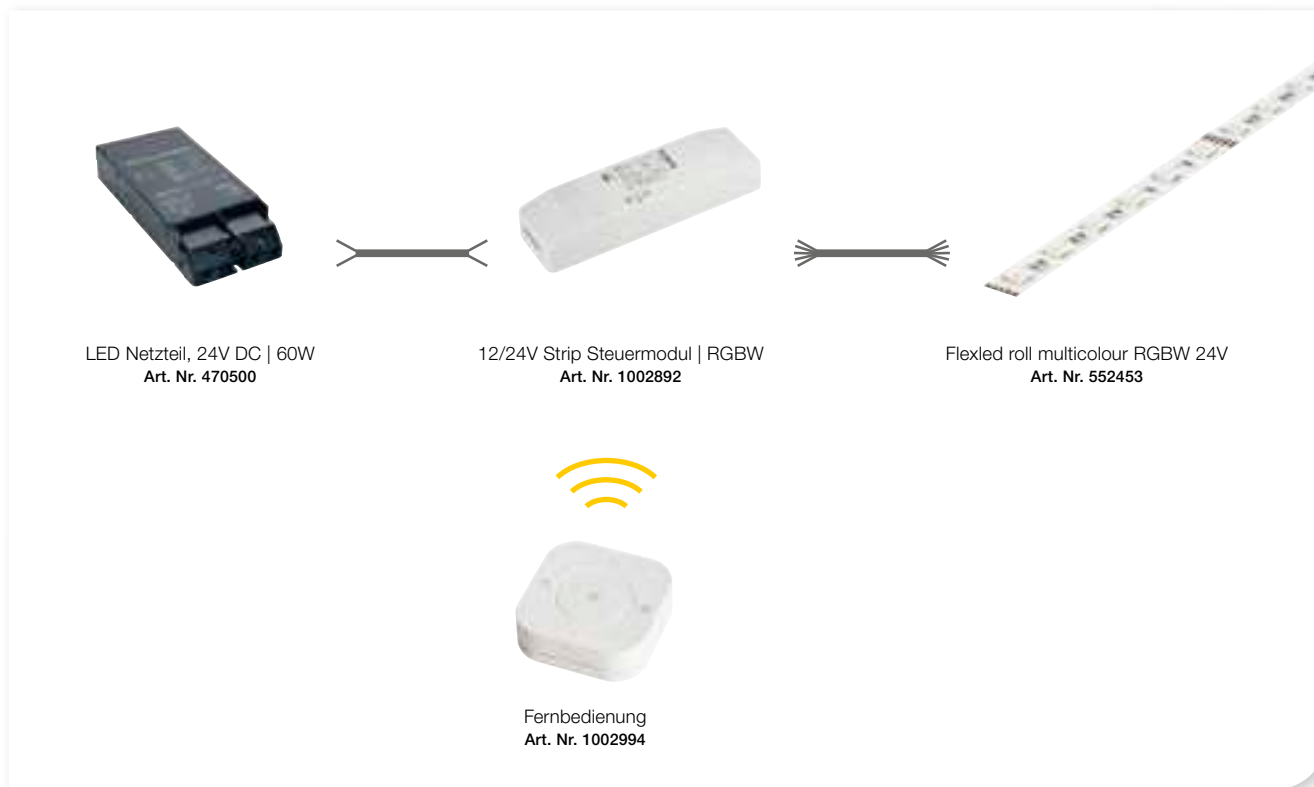 LED Netzteil, 24V DC | 60W
Art. Nr. 470500
12/24V Strip Steuermodul | RGBW
Art. Nr. 1002892
Flexled roll multicolour RGBW 24V
Art. Nr. 552453
Fernbedienung
Art. Nr. 1002994